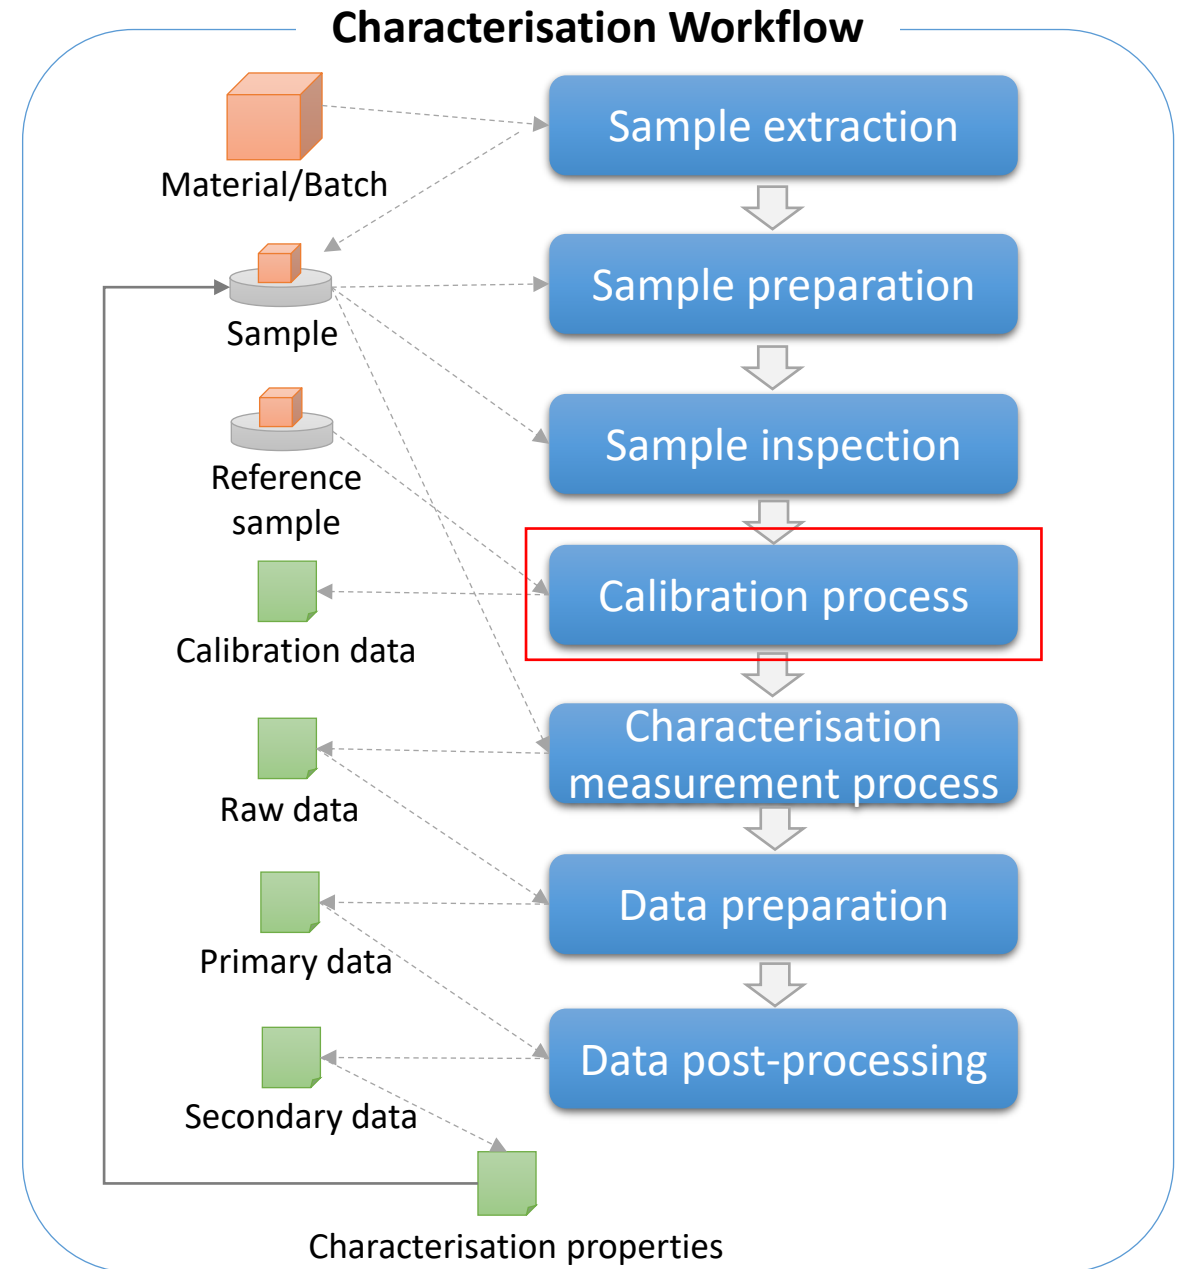 Characterisation Workflow
Sample extraction
Material/Batch
Sample preparation
Sample
Sample inspection
Reference
sample
Calibration process
Calibration data
Characterisation
measurement process
Raw data
Data preparation
Primary data
Data post-processing
Secondary data
Characterisation properties